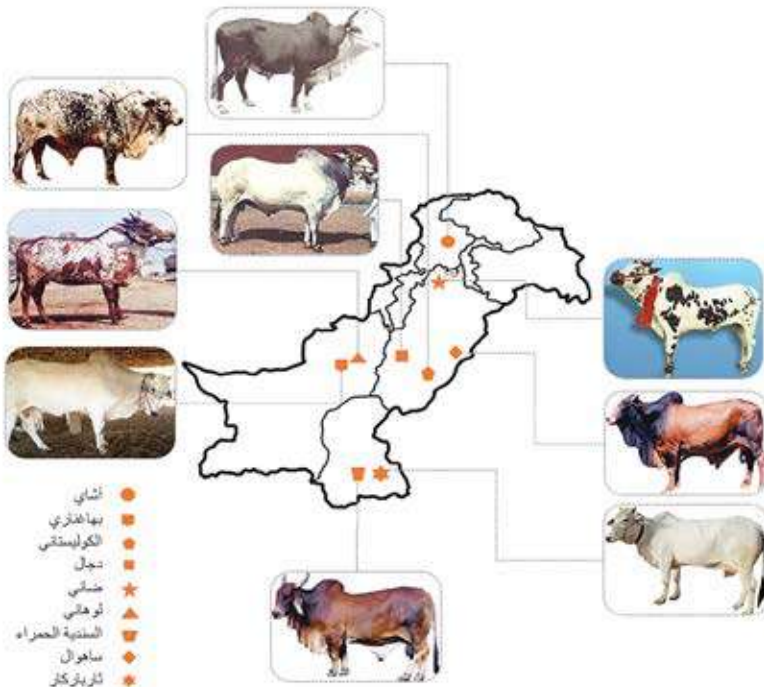 أشاي
بهاغناري
الكوليستاني
دجال
ضاني
لوهاني
السندية الحمراء
ساهوال
ثارباركار